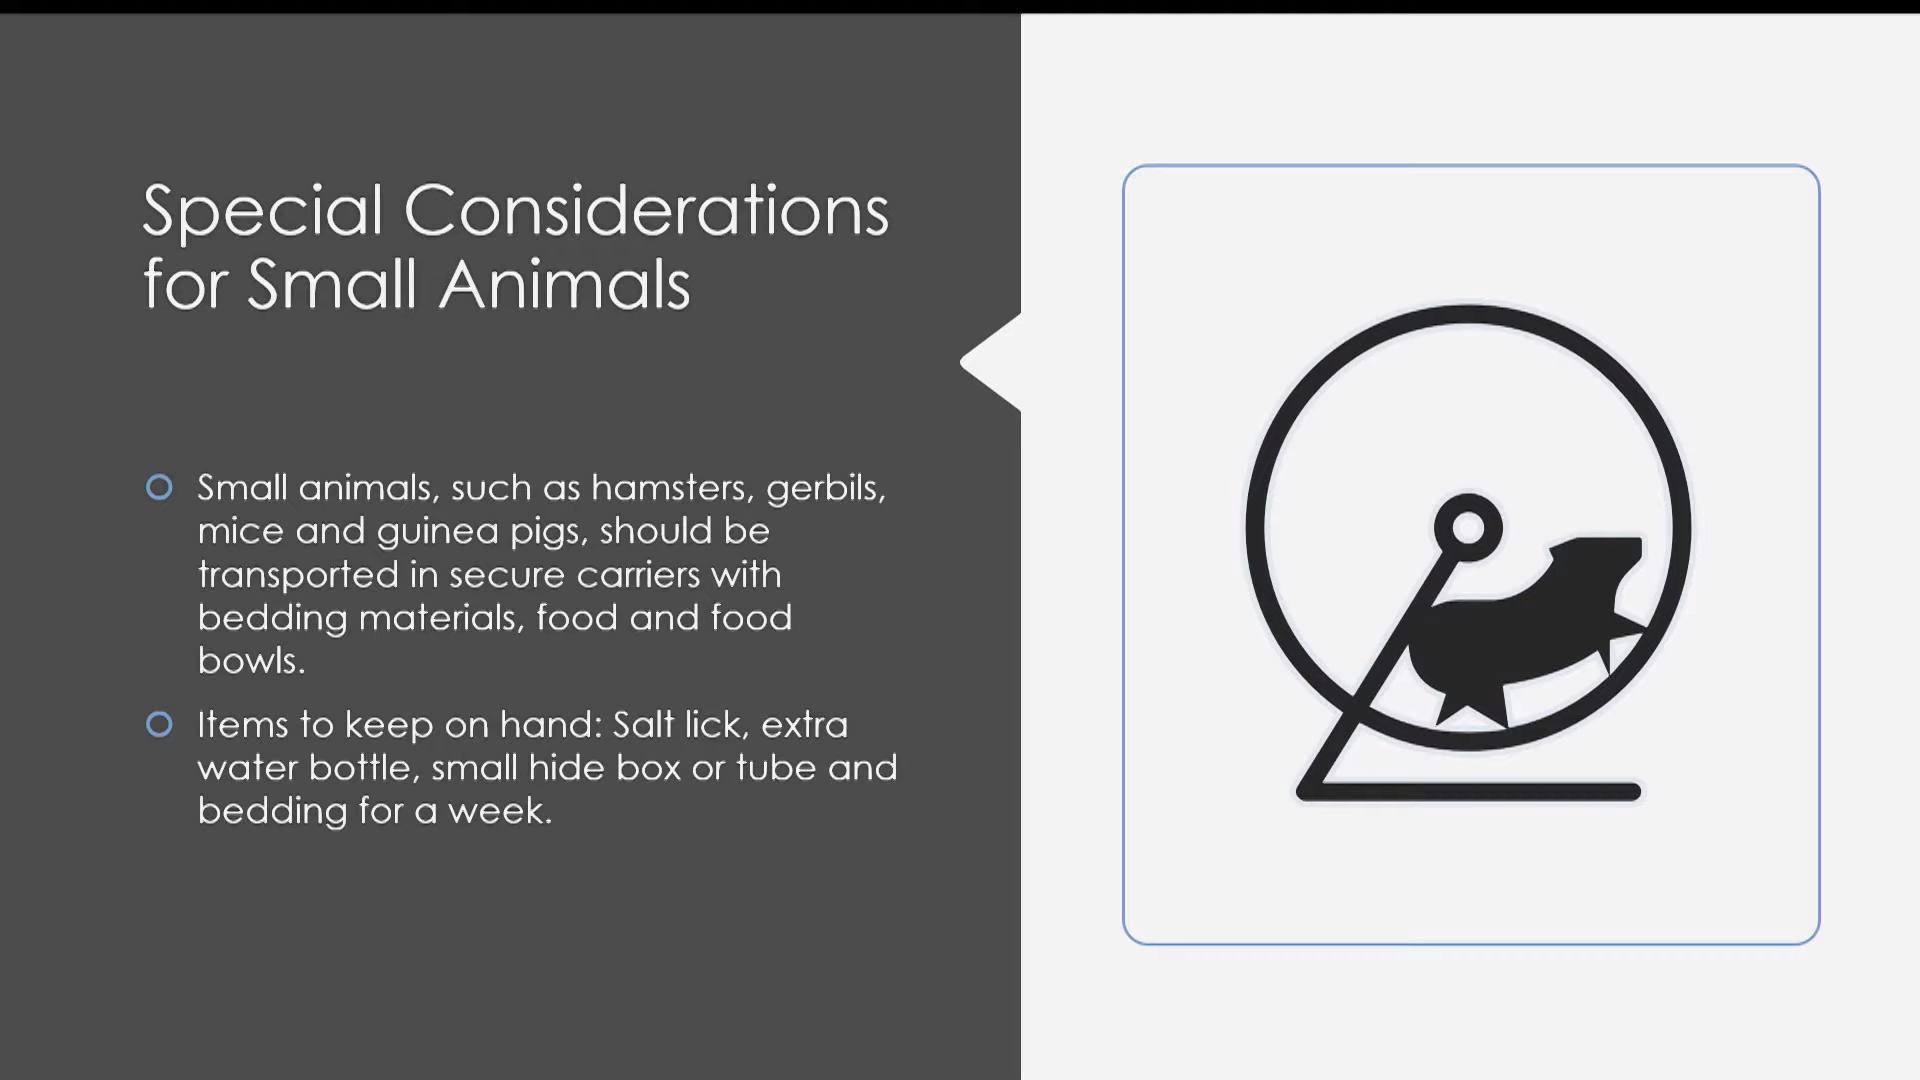 Special Considerations
for Small Animals
Small animals, such as hamsters, gerbils,
mice and guinea pigs, should be
transported in secure carriers with
bedding materials, food and food
bowls.
Items to keep on hand: Salt lick, extra
water bottle, small hide box or tube and
bedding for a week.